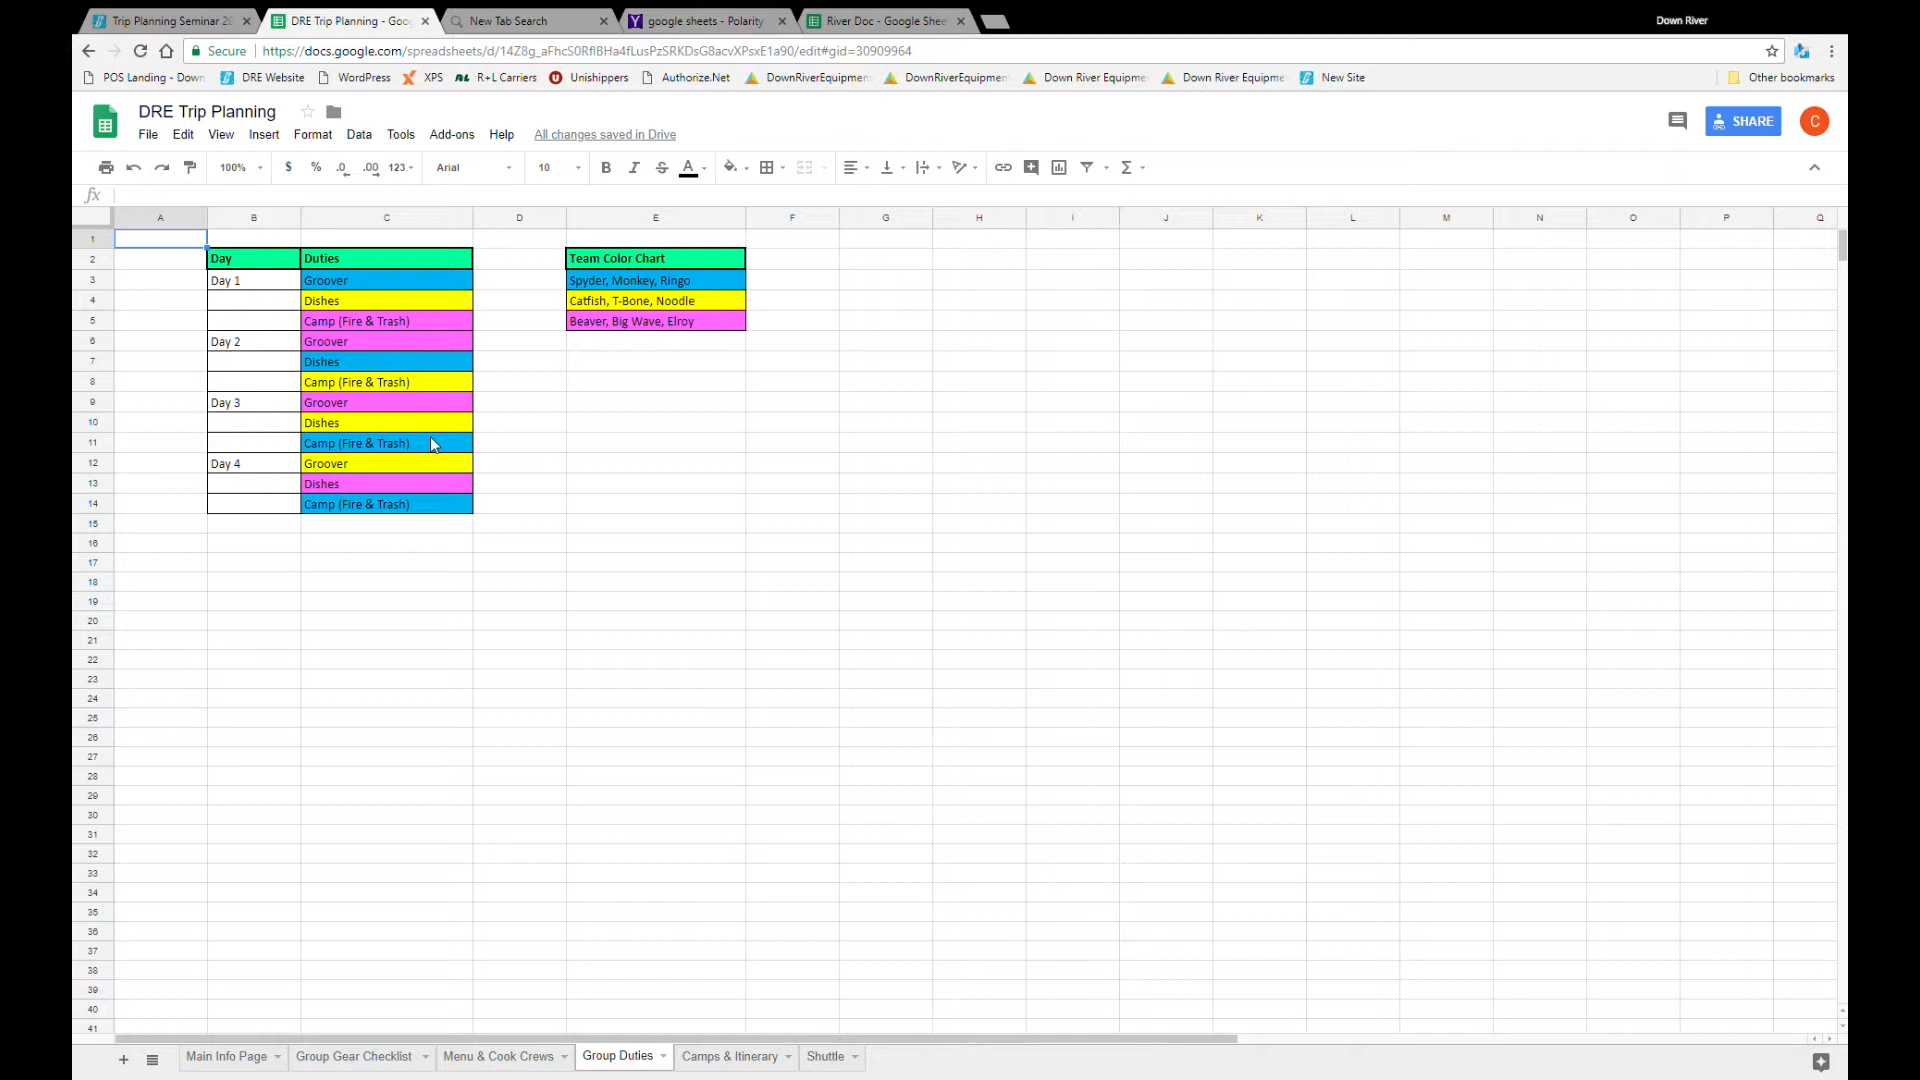 Trip Planning Seminar 20
DRE Trip Planning - Goo
New Tab Search
google sheets - Polarity
River Doc - Google Shee
Down River
Secure
https://docs.google.com/spreadsheets/d/14Z8g_aFhcS0RflBHa4fLusPzSRKDsG8acvXPsxE1a90/edit#gid=30909964
POS Landing - Down
DRE Website
WordPress
XPS
R+L Carriers
Unishippers
Authorize.Net
DownRiverEquipmen
DownRiverEquipment
Down River Equipme
Down River Equipme
New Site
Other bookmarks
DRE Trip Planning
File Edit View Insert Format Data Tools Add-ons Help All changes saved in Drive
SHARE
C
100% $ % .0 .00 123 Arial 10 B I S A Σ
fx
A B C D E F G H I J K L M N O P Q
1
2 Day Duties Team Color Chart
3 Day 1 Groover Spyder, Monkey, Ringo
4 Dishes Catfish, T-Bone, Noodle
5 Camp (Fire & Trash) Beaver, Big Wave, Elroy
6 Day 2 Groover
7 Dishes
8 Camp (Fire & Trash)
9 Day 3 Groover
10 Dishes
11 Camp (Fire & Trash)
12 Day 4 Groover
13 Dishes
14 Camp (Fire & Trash)
15
16
17
18
19
20
21
22
23
24
25
26
27
28
29
30
31
32
33
34
35
36
37
38
39
40
41
+ Main Info Page Group Gear Checklist Menu & Cook Crews Group Duties Camps & Itinerary Shuttle